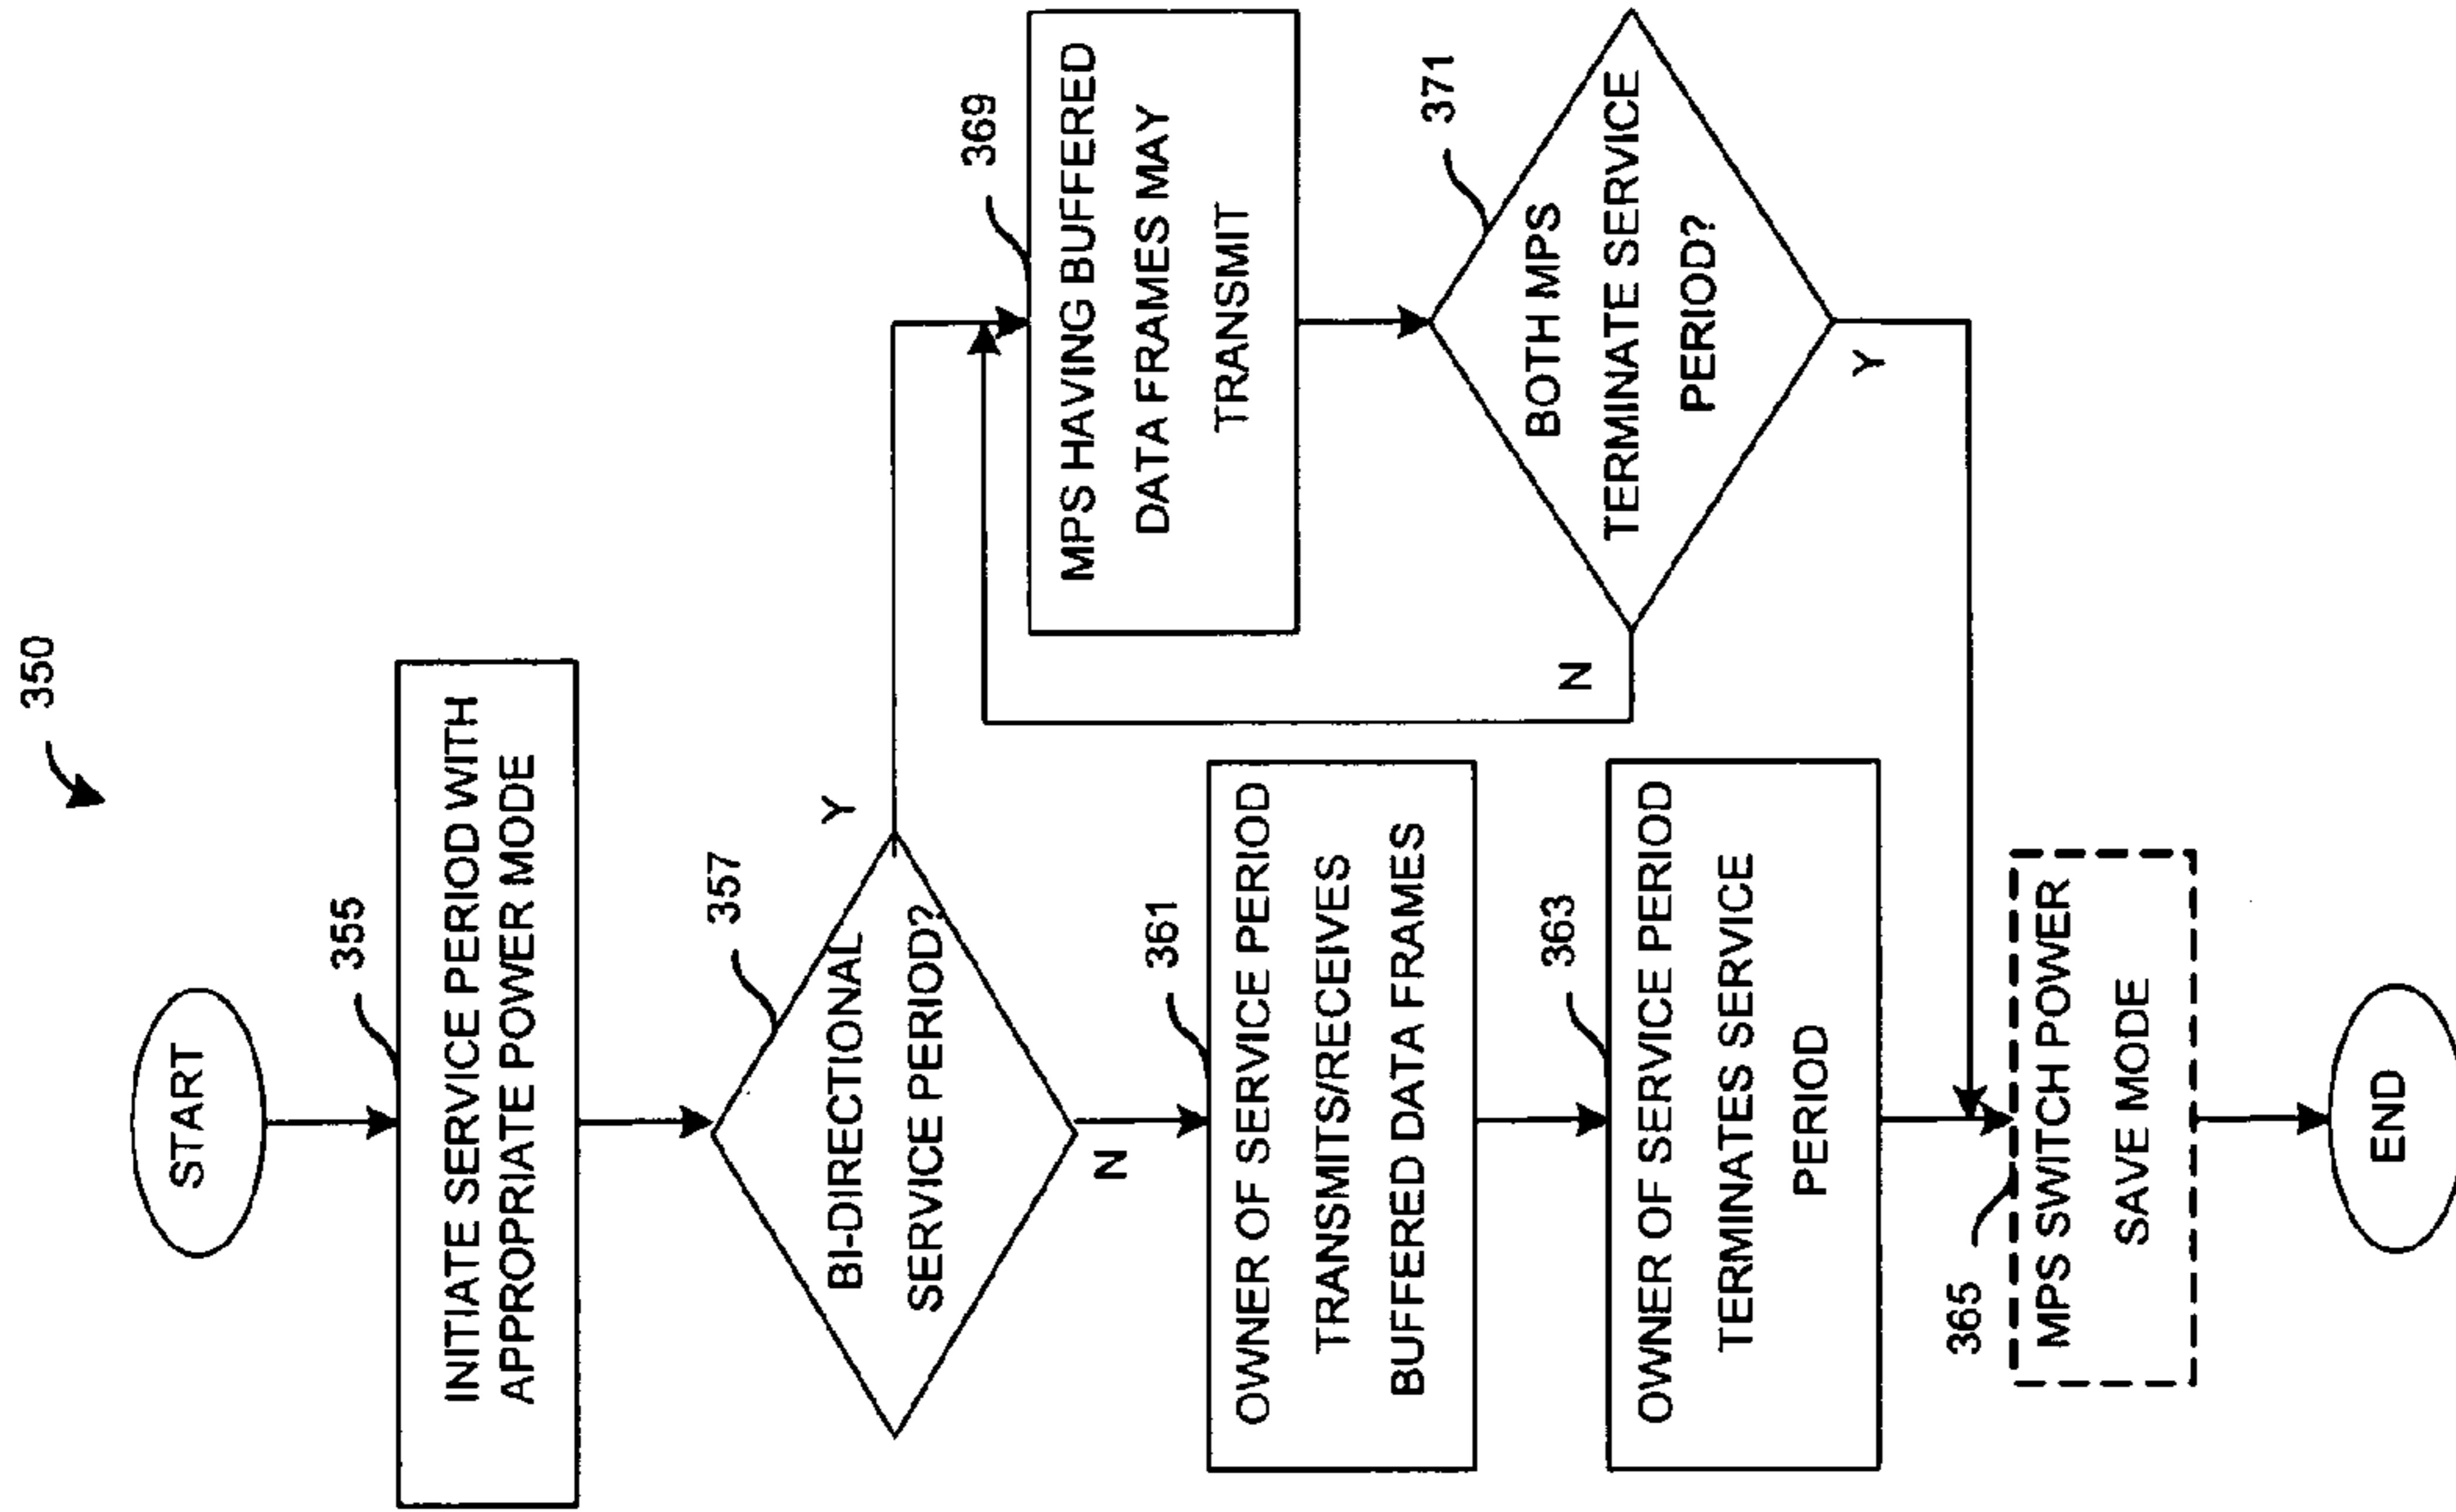 350
START
355
INITIATE SERVICE PERIOD WITH
APPROPRIATE POWER MODE
357
BI-DIRECTIONAL
SERVICE PERIOD?
Y
N
361
OWNER OF SERVICE PERIOD
TRANSMITS/RECEIVES
BUFFERED DATA FRAMES
363
OWNER OF SERVICE PERIOD
TERMINATES SERVICE
PERIOD
369
MPS HAVING BUFFERED
DATA FRAMES MAY
TRANSMIT
371
BOTH MPS
TERMINATE SERVICE
PERIOD?
N
Y
365
MPS SWITCH POWER
SAVE MODE
END